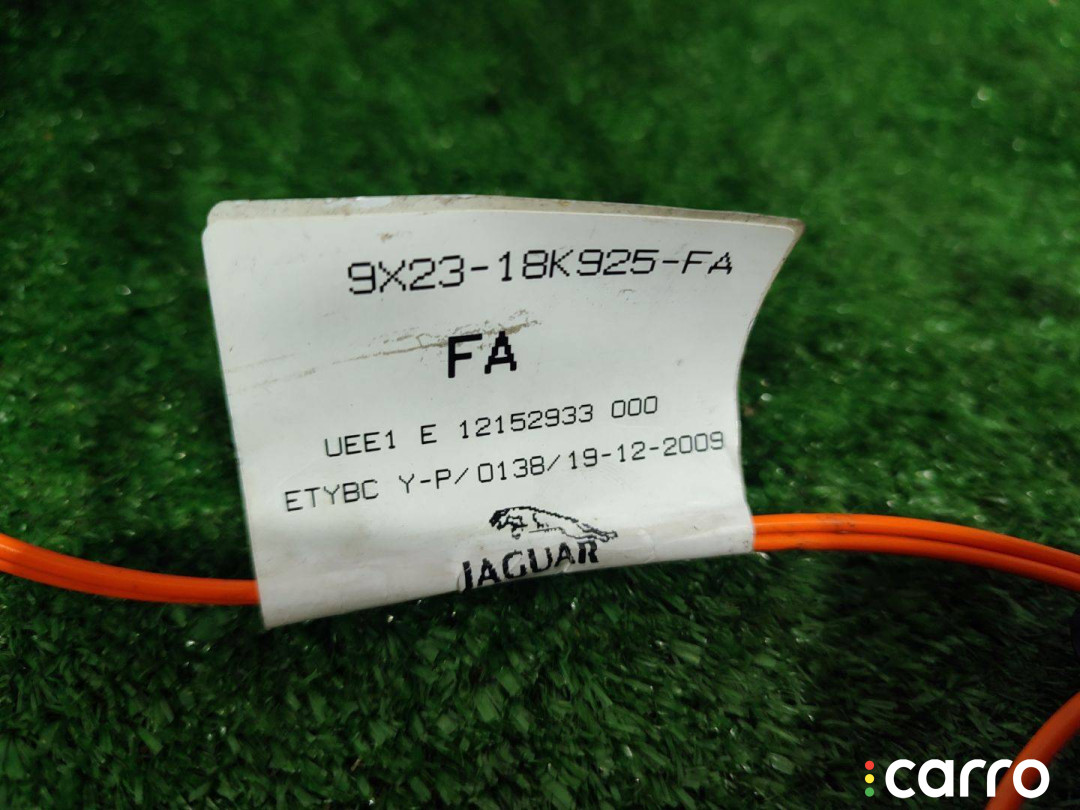 9X23-18K925-FA
FA
UEE1 E 12152933 000
ETYBC Y-P/0138/19-12-2009
JAGUAR
carro